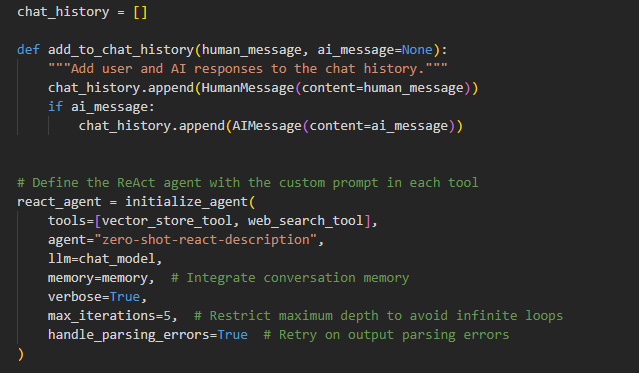 chat_history = []
def add_to_chat_history(human_message, ai_message=None):
    """Add user and AI responses to the chat history."""
    chat_history.append(HumanMessage(content=human_message))
    if ai_message:
        chat_history.append(AIMessage(content=ai_message))
# Define the ReAct agent with the custom prompt in each tool
react_agent = initialize_agent(
    tools=[vector_store_tool, web_search_tool],
    agent="zero-shot-react-description",
    llm=chat_model,
    memory=memory,  # Integrate conversation memory
    verbose=True,
    max_iterations=5,  # Restrict maximum depth to avoid infinite loops
    handle_parsing_errors=True  # Retry on output parsing errors
)